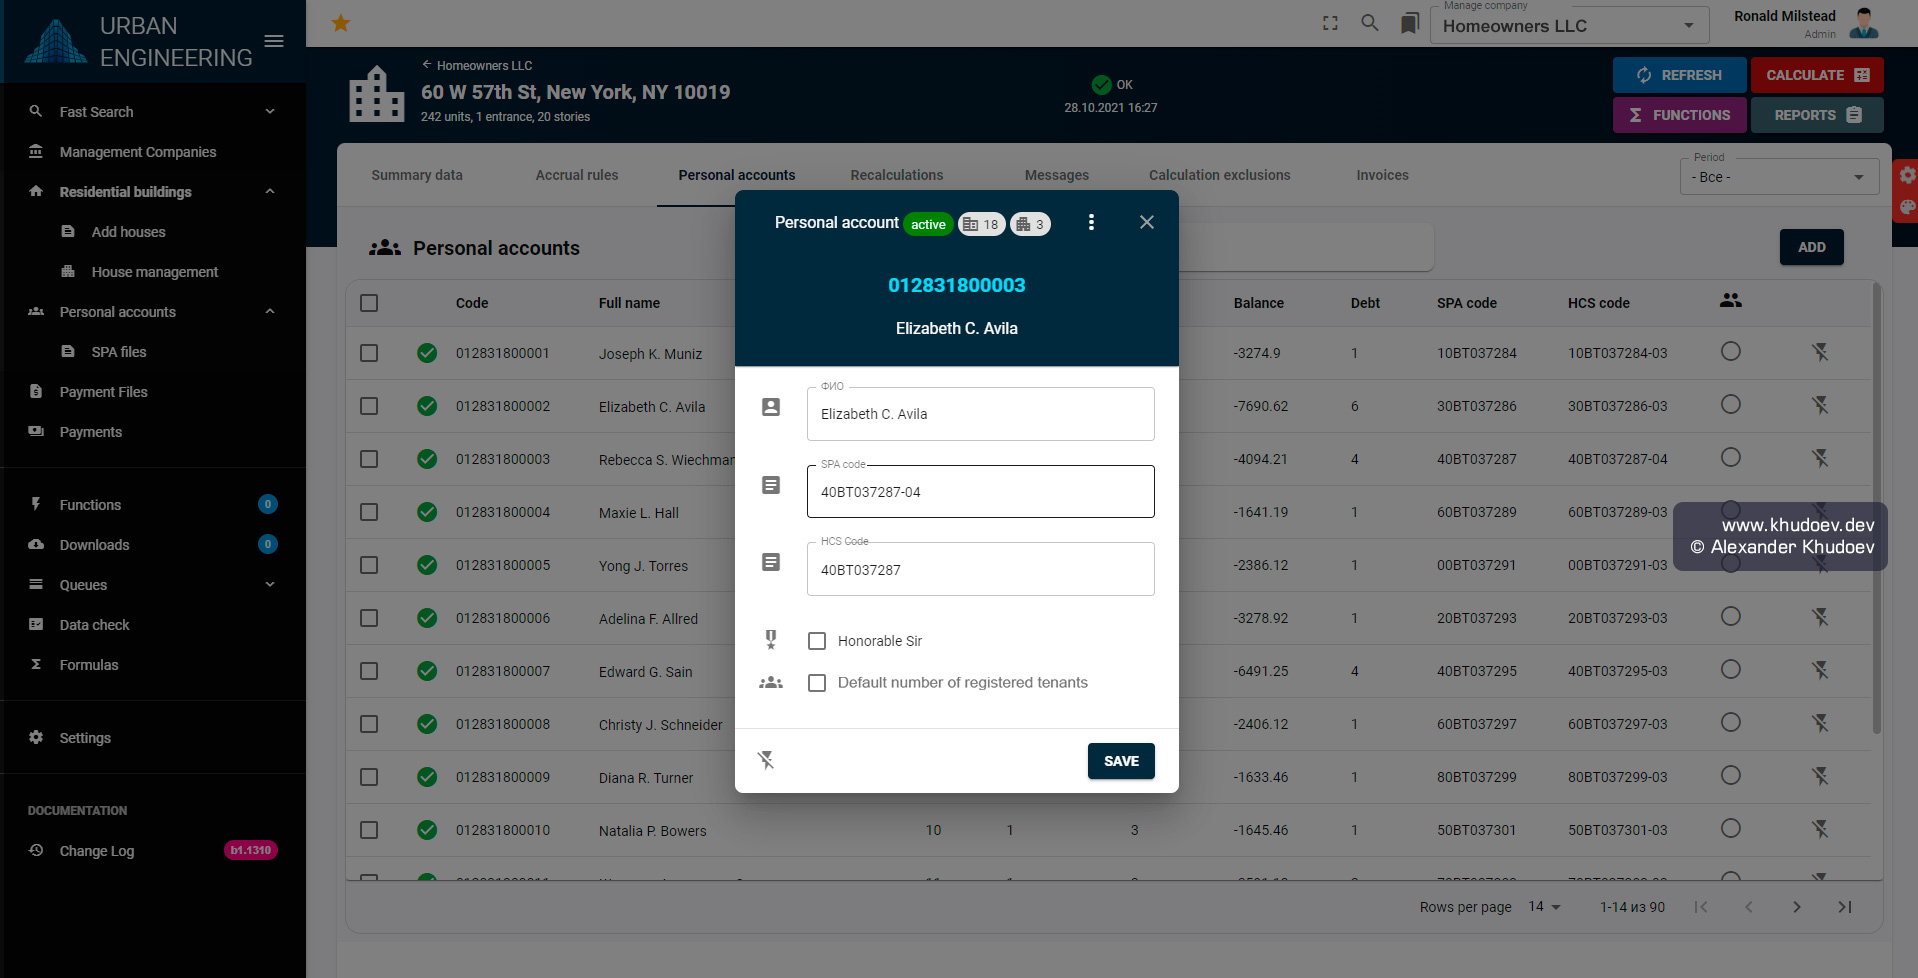 URBAN
ENGINEERING
Fast Search
Management Companies
Residential buildings
Add houses
House management
Personal accounts
SPA files
Payment Files
Payments
Functions 0
Downloads 0
Queues
Data check
Formulas
Settings
DOCUMENTATION
Change Log b1.1310
Manage company
Homeowners LLC
Ronald Milstead
Admin
Homeowners LLC
60 W 57th St, New York, NY 10019
242 units, 1 entrance, 20 stories
OK
28.10.2021 16:27
REFRESH
CALCULATE
FUNCTIONS
REPORTS
Summary data Accrual rules Personal accounts Recalculations Messages Calculation exclusions Invoices
Period
- Все -
Personal accounts
ADD
Code Full name Balance Debt SPA code HCS code
012831800001 Joseph K. Muniz -3274.9 1 10BT037284 10BT037284-03
012831800002 Elizabeth C. Avila -7690.62 6 30BT037286 30BT037286-03
012831800003 Rebecca S. Wiechman -4094.21 4 40BT037287 40BT037287-04
012831800004 Maxie L. Hall -1641.19 1 60BT037289 60BT037289-03
012831800005 Yong J. Torres -2386.12 1 00BT037291 00BT037291-03
012831800006 Adelina F. Allred -3278.92 1 20BT037293 20BT037293-03
012831800007 Edward G. Sain -6491.25 4 40BT037295 40BT037295-03
012831800008 Christy J. Schneider -2406.12 1 60BT037297 60BT037297-03
012831800009 Diana R. Turner -1633.46 1 80BT037299 80BT037299-03
012831800010 Natalia P. Bowers 10 1 3 -1645.46 1 50BT037301 50BT037301-03
Rows per page 14 1-14 из 90
Personal account active 18 3
012831800003
Elizabeth C. Avila
ФИО
Elizabeth C. Avila
SPA code
40BT037287-04
HCS Code
40BT037287
Honorable Sir
Default number of registered tenants
SAVE
www.khudoev.dev
© Alexander Khudoev